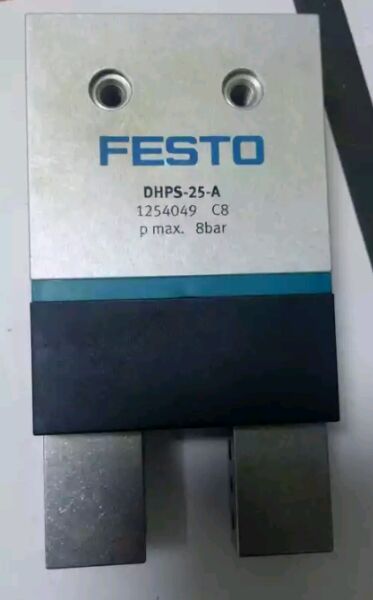 FESTO
DHPS-25-A
1254049 C8
p max. 8bar